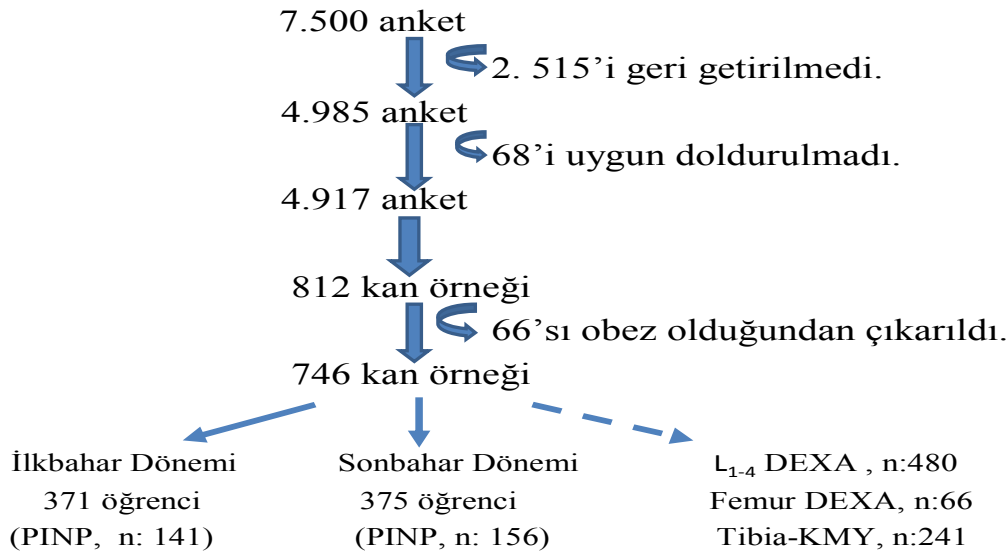 7.500 anket
2. 515’i geri getirilmedi.
4.985 anket
68’i uygun doldurulmadı.
4.917 anket
812 kan örneği
66’sı obez olduğundan çıkarıldı.
746 kan örneği
İlkbahar Dönemi
371 öğrenci
(PINP, n: 141)
Sonbahar Dönemi
375 öğrenci
(PINP, n: 156)
L1-4 DEXA , n:480
Femur DEXA, n:66
Tibia-KMY, n:241